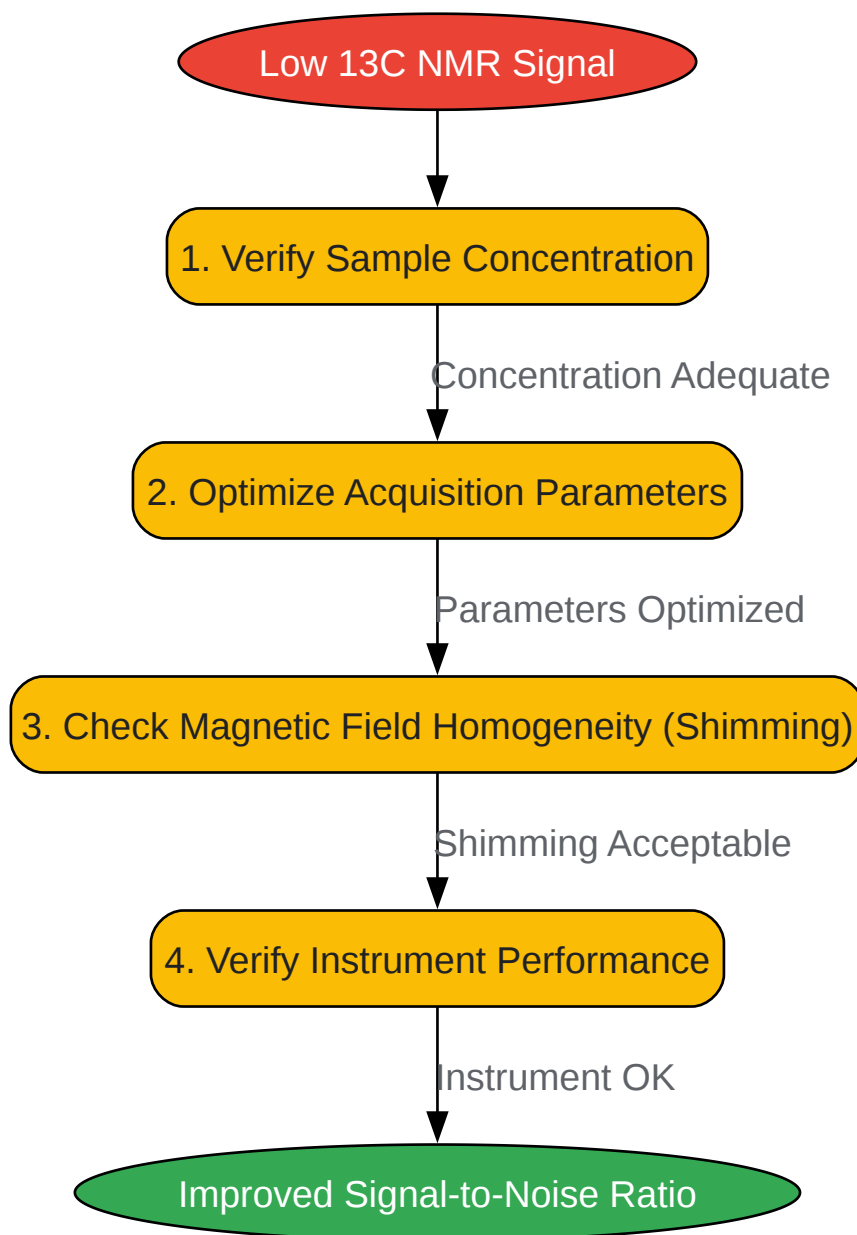 Low 13C NMR Signal
1. Verify Sample Concentration
Concentration Adequate
2. Optimize Acquisition Parameters
Parameters Optimized
3. Check Magnetic Field Homogeneity (Shimming)
Shimming Acceptable
4. Verify Instrument Performance
Instrument OK
Improved Signal-to-Noise Ratio